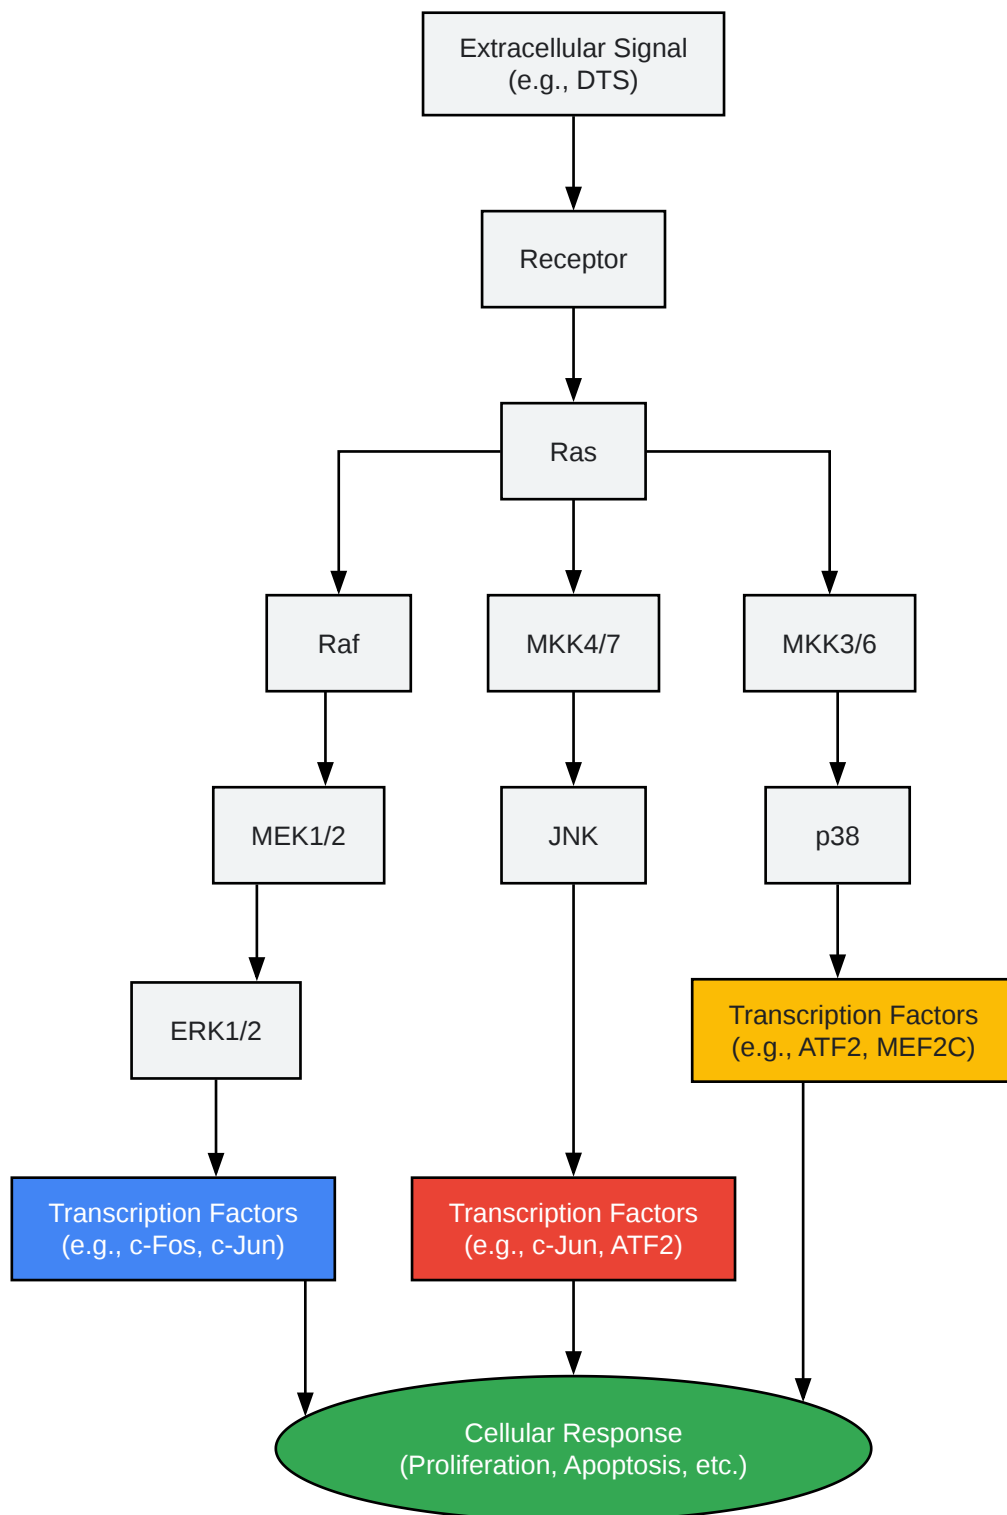 Extracellular Signal
(e.g., DTS)
Receptor
Ras
Raf
MKK4/7
MKK3/6
MEK1/2
JNK
p38
ERK1/2
Transcription Factors
(e.g., ATF2, MEF2C)
Transcription Factors
(e.g., c-Fos, c-Jun)
Transcription Factors
(e.g., c-Jun, ATF2)
Cellular Response
(Proliferation, Apoptosis, etc.)